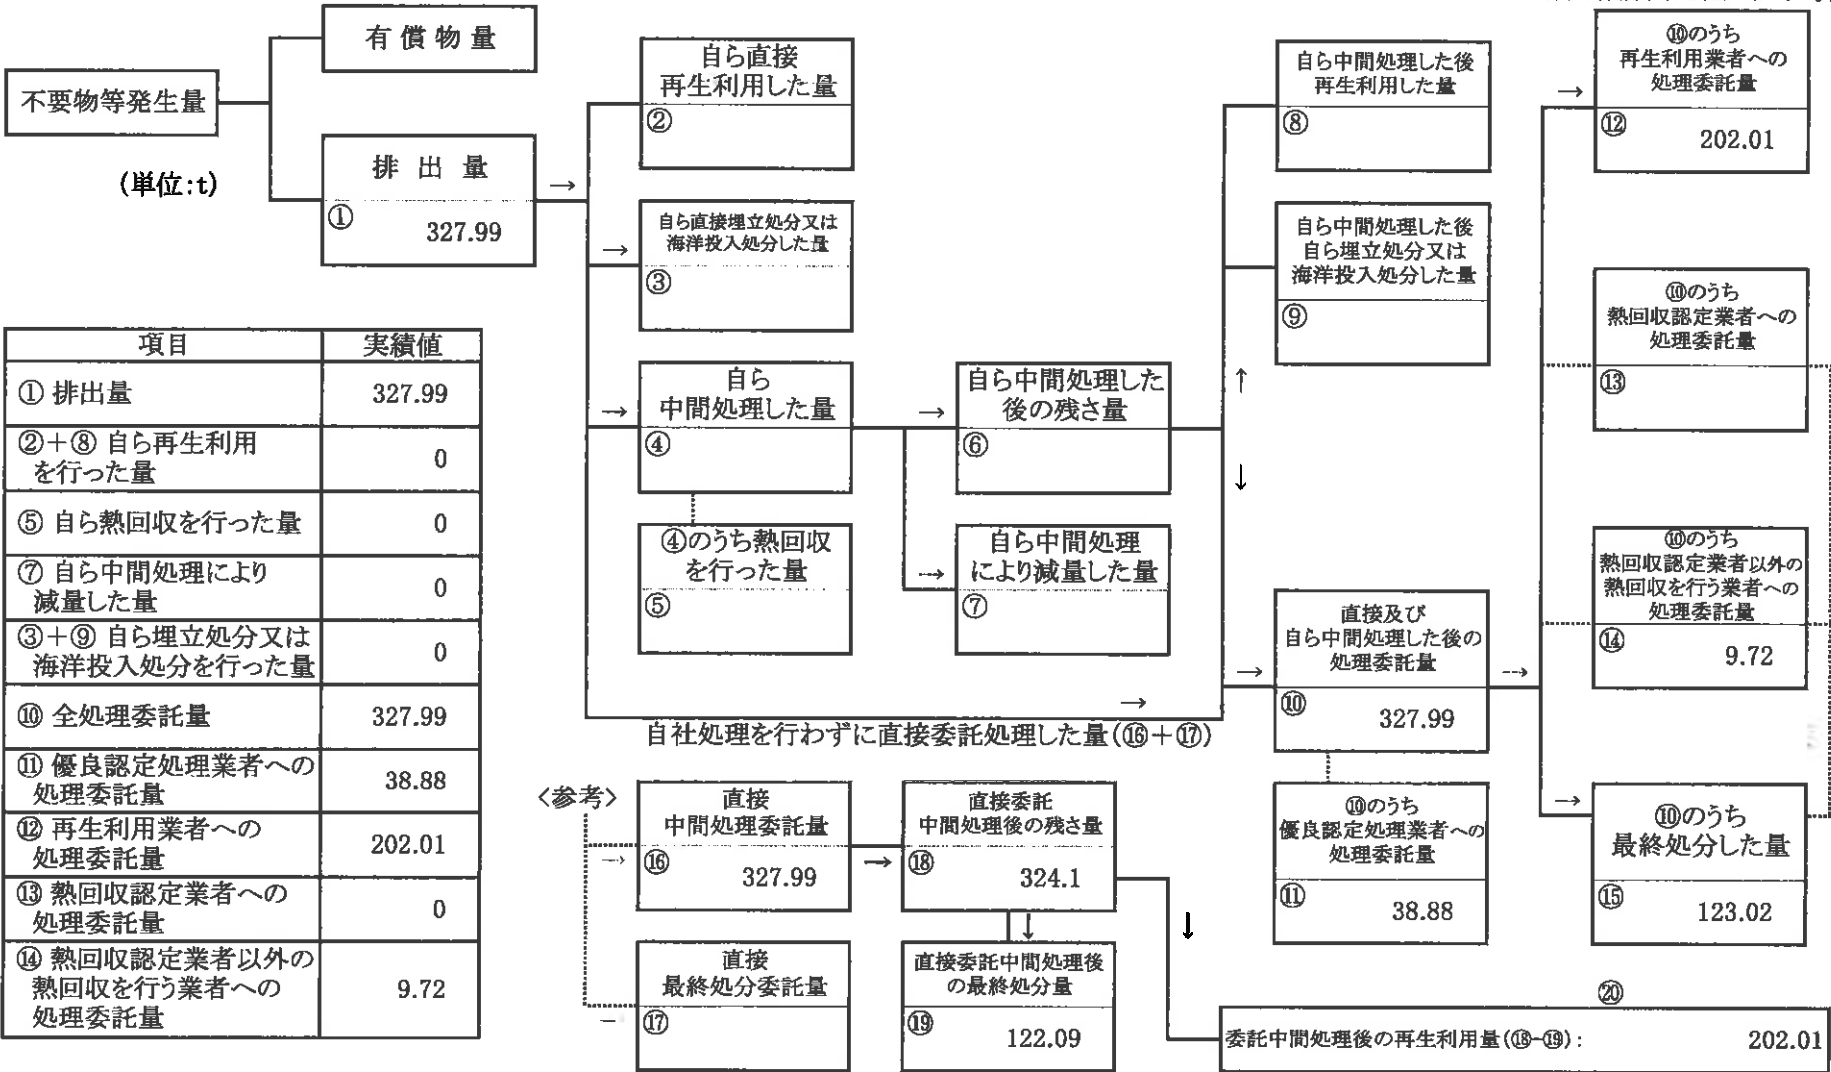 有償物量
不要物等発生量
(単位:t)
排出量
→
①
327.99
自ら直接
再生利用した量
②
→
自ら直接埋立処分又は
海洋投入処分した量
③
→
自ら
中間処理した量
④
④のうち熱回収
を行った量
⑤
→
自ら中間処理した
後の残さ量
⑥
→
自ら中間処理
により減量した量
⑦
自ら中間処理した後
再生利用した量
⑧
自ら中間処理した後
自ら埋立処分又は
海洋投入処分した量
⑨
↑
↓
→
自社処理を行わずに直接委託処理した量(⑯+⑰)
→
直接及び
自ら中間処理した後の
処理委託量
⑩
327.99
→
⑩のうち
優良認定処理業者への
処理委託量
⑪
38.88
→
⑩のうち
再生利用業者への
処理委託量
⑫
202.01
⑩のうち
熱回収認定業者への
処理委託量
⑬
⑩のうち
熱回収認定業者以外の
熱回収を行う業者への
処理委託量
⑭
9.72
→
⑩のうち
最終処分した量
⑮
123.02
項目 実績値
① 排出量 327.99
②+⑧ 自ら再生利用
を行った量 0
⑤ 自ら熱回収を行った量 0
⑦ 自ら中間処理により
減量した量 0
③+⑨ 自ら埋立処分又は
海洋投入処分を行った量 0
⑩ 全処理委託量 327.99
⑪ 優良認定処理業者への
処理委託量 38.88
⑫ 再生利用業者への
処理委託量 202.01
⑬ 熱回収認定業者への
処理委託量 0
⑭ 熱回収認定業者以外の
熱回収を行う業者への
処理委託量 9.72
〈参考〉
→
直接
中間処理委託量
⑯
327.99
→
直接委託
中間処理後の残さ量
⑱
324.1
↓
直接
最終処分委託量
⑰
直接委託中間処理後
の最終処分量
⑲
122.09
↓
⑳
委託中間処理後の再生利用量(⑱-⑲): 202.01